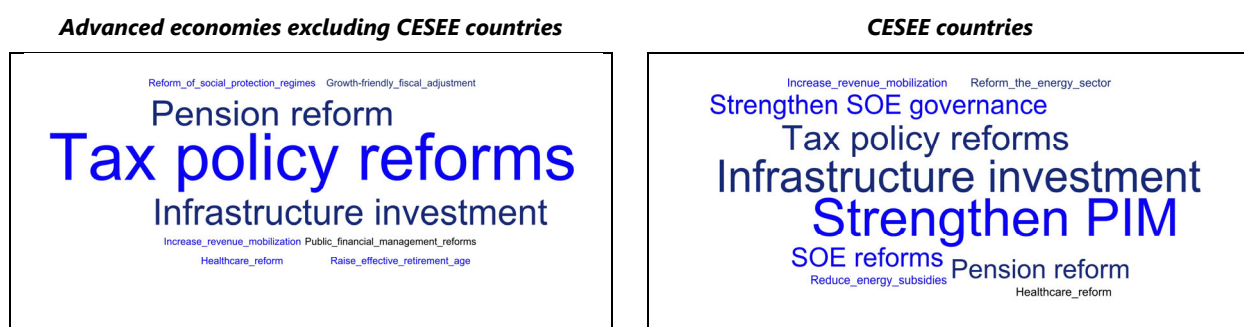 Advanced economies excluding CESEE countries
Reform_of_social_protection_regimes Growth-friendly_fiscal_adjustment
Pension reform
Tax policy reforms
Infrastructure investment
Increase_revenue_mobilization Public_financial_management_reforms
Healthcare_reform Raise_effective_retirement_age
CESEE countries
Increase_revenue_mobilization Reform_the_energy_sector
Strengthen SOE governance
Tax policy reforms
Infrastructure investment
Strengthen PIM
SOE reforms
Pension reform
Reduce_energy_subsidies
Healthcare_reform